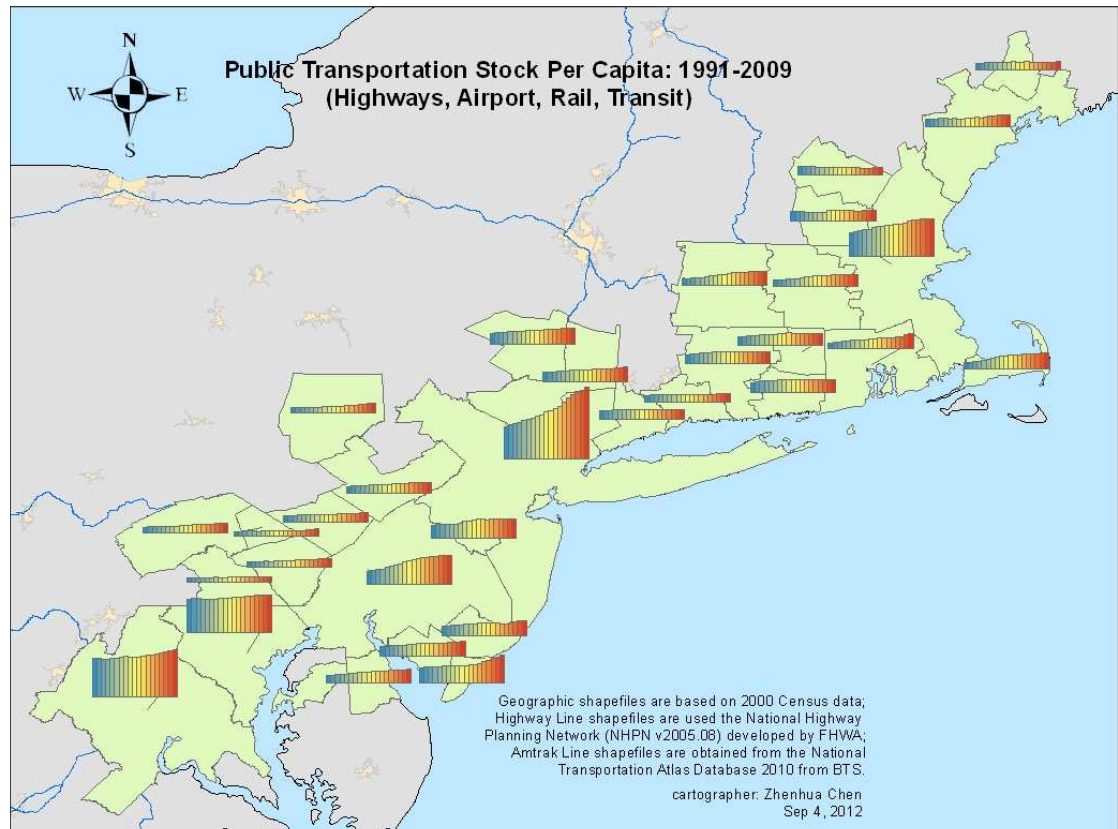 N
Public Transportation Stock Per Capita: 1991-2009
(Highways, Airport, Rail, Transit)
W E
S
Geographic shapefiles are based on 2000 Census data;
Highway Line shapefiles are used the National Highway
Planning Network (NHPN v2005.08) developed by FHWA;
Amtrak Line shapefiles are obtained from the National
Transportation Atlas Database 2010 from BTS.
cartographer: Zhenhua Chen
Sep 4, 2012